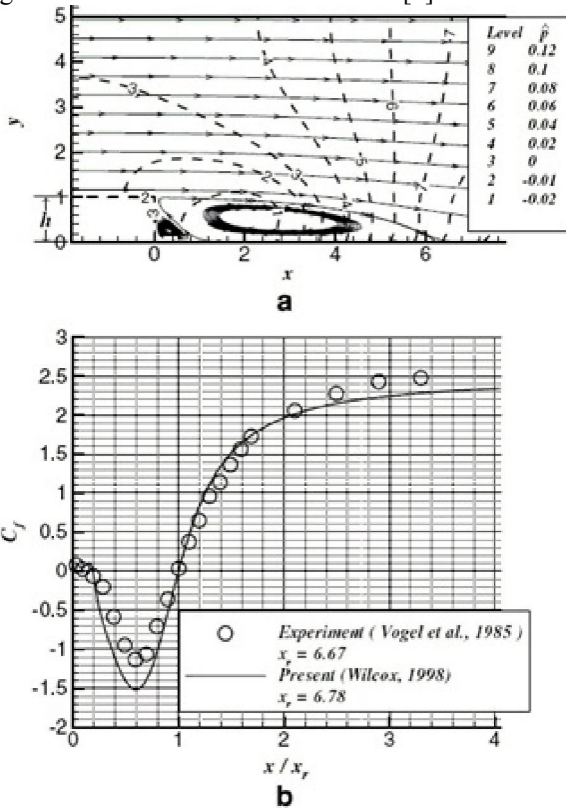 5
4
3
2
1
0
y
h
0 2 4 6
x
3
2
3
2
3
5
6
7
Level p̂
9 0.12
8 0.1
7 0.08
6 0.06
5 0.04
4 0.02
3 0
2 -0.01
1 -0.02
a
3
2.5
2
1.5
1
0.5
0
-0.5
-1
-1.5
-2
C_f
0 1 2 3 4
x / x_r
Experiment ( Vogel et al., 1985 )
x_r = 6.67
Present (Wilcox, 1998)
x_r = 6.78
b